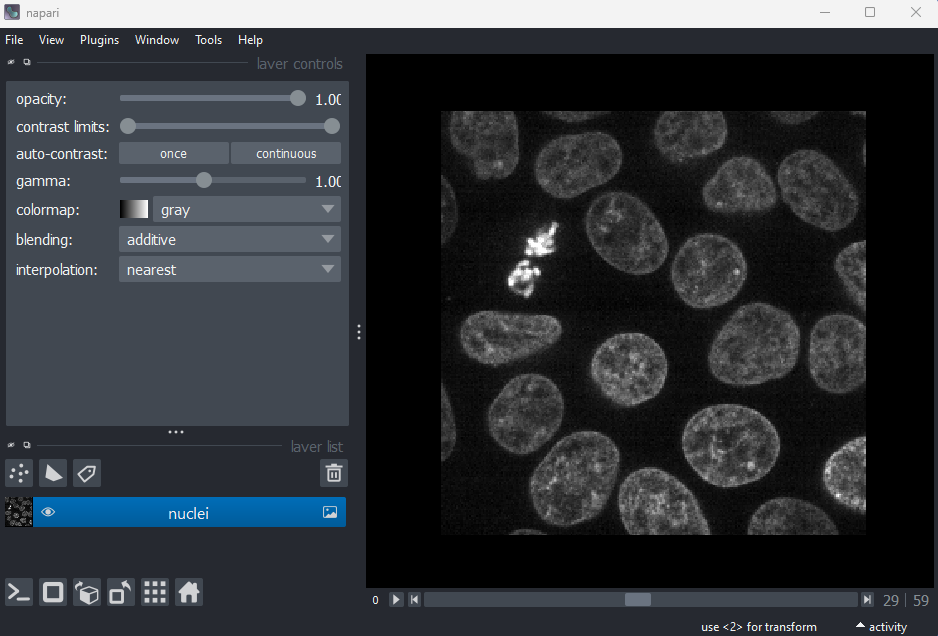 napari
File View Plugins Window Tools Help
layer controls
opacity: 1.00
contrast limits:
auto-contrast: once continuous
gamma: 1.00
colormap: gray
blending: additive
interpolation: nearest
layer list
nuclei
0 29 59
use <2> for transform activity